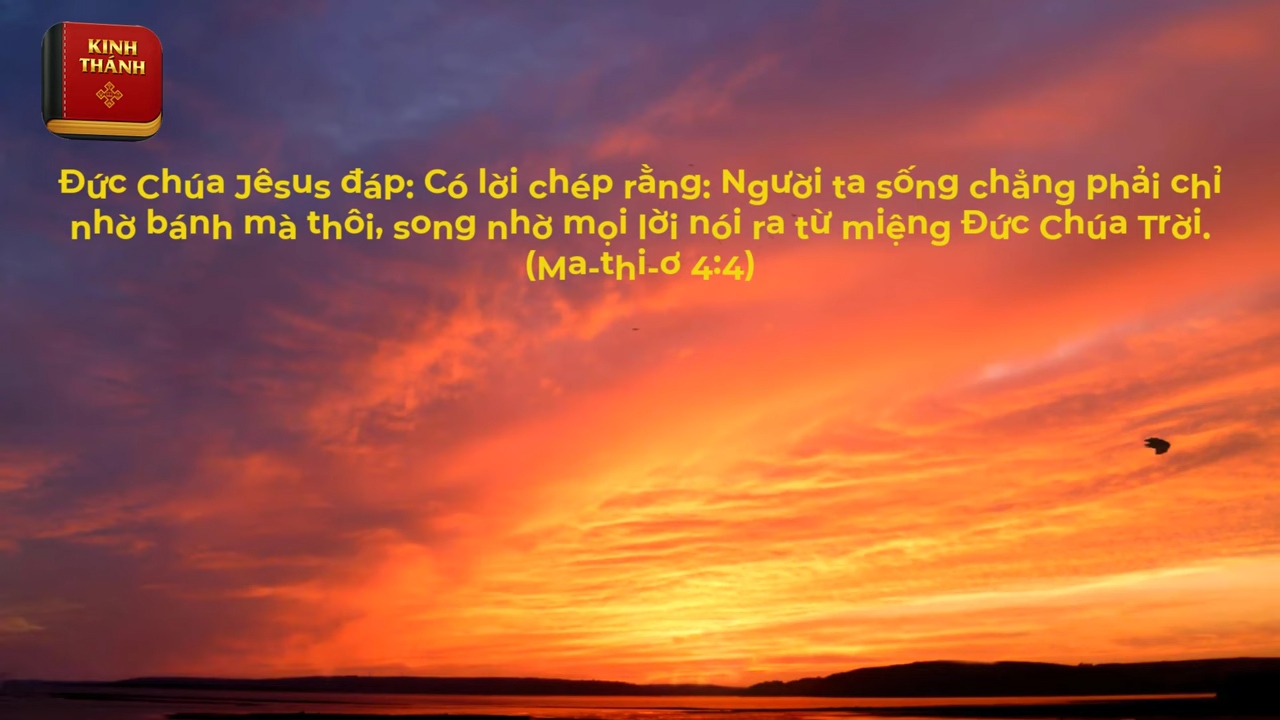 KINH
THÁNH
Đức Chúa Jêsus đáp: Có lời chép rằng: Người ta sống chẳng phải chỉ
nhờ bánh mà thôi, song nhờ mọi lời nói ra từ miệng Đức Chúa Trời.
(Ma-thi-ơ 4:4)